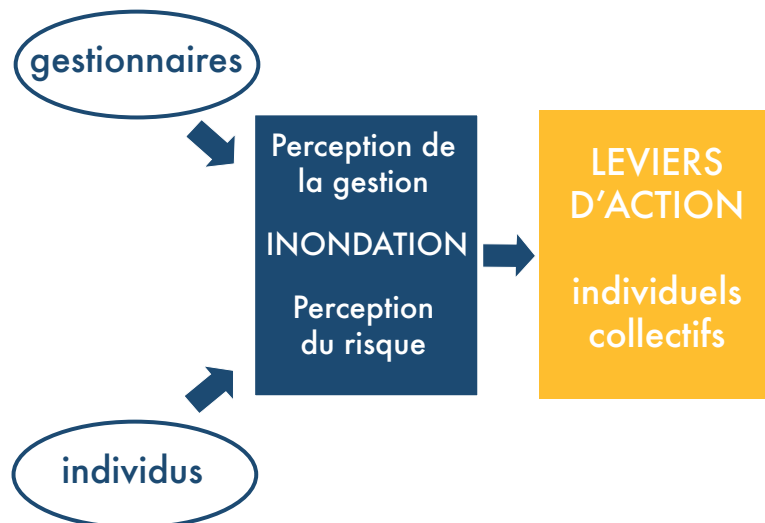 gestionnaires
Perception de
la gestion
INONDATION
Perception
du risque
individus
LEVIERS
D'ACTION
individuels
collectifs